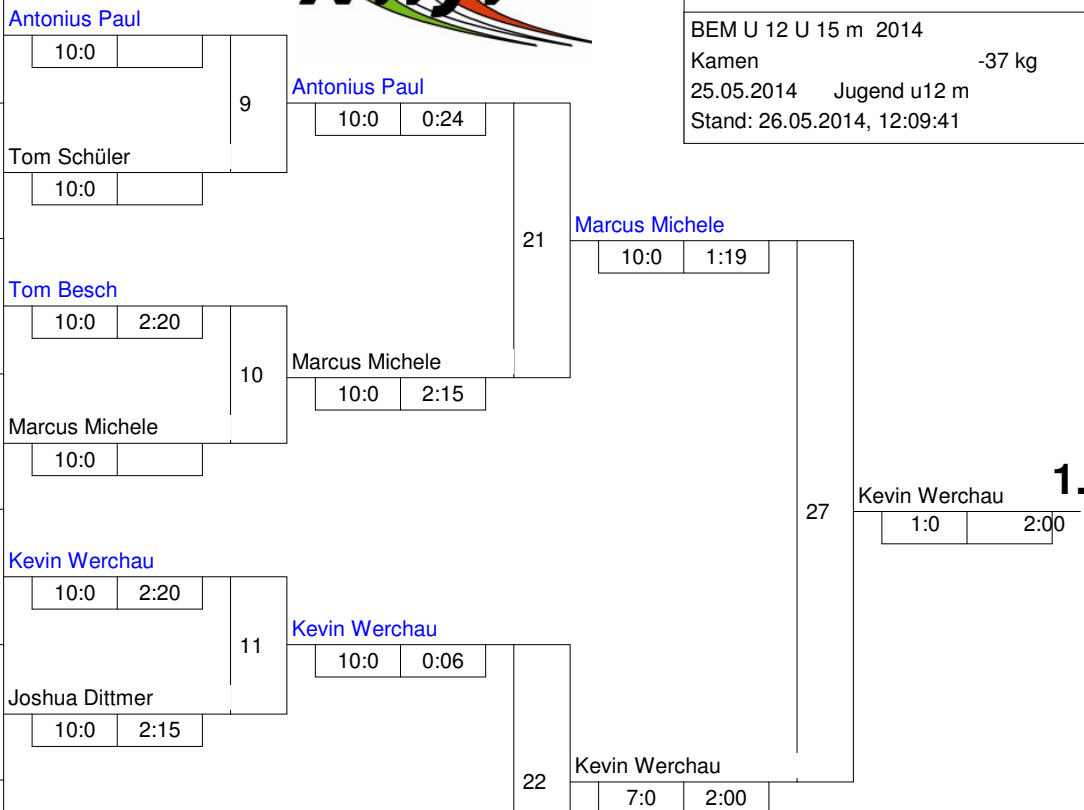 BEM U 12 U 15 m 2014
Kamen -37 kg
25.05.2014 Jugend u12 m
Stand: 26.05.2014, 12:09:41
Antonius Paul
10:0
9
Tom Schüler
10:0
Antonius Paul
10:0 0:24
21
Tom Besch
10:0 2:20
10
Marcus Michele
10:0
Marcus Michele
10:0 2:15
Marcus Michele
10:0 1:19
27
Kevin Werchau
10:0 2:20
11
Joshua Dittmer
10:0 2:15
Kevin Werchau
10:0 0:06
22
Kevin Werchau
7:0 2:00
Kevin Werchau 1.
1:0 2:00